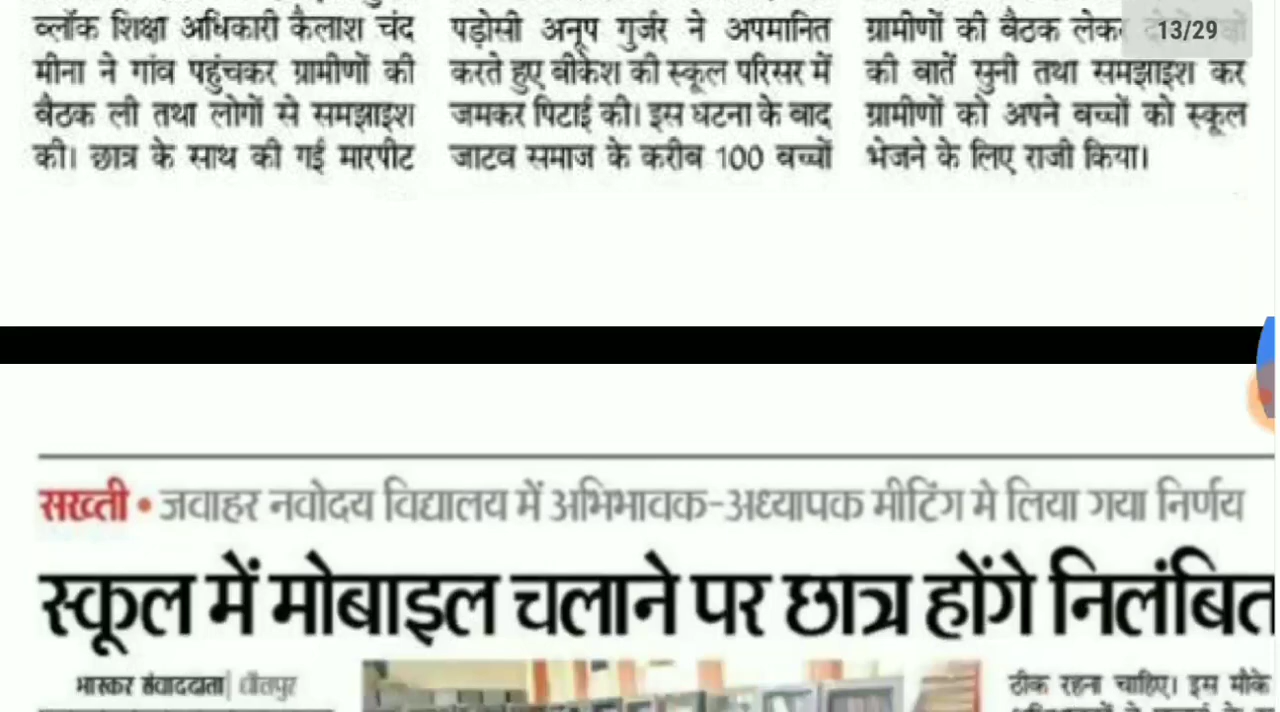 ब्लॉक शिक्षा अधिकारी कैलाश चंद
मीना ने गांव पहुंचकर ग्रामीणों की
बैठक ली तथा लोगों से समझाइश
की। छात्र के साथ की गई मारपीट
पड़ोसी अनूप गुर्जर ने अपमानित
करते हुए बीकेश की स्कूल परिसर में
जमकर पिटाई की। इस घटना के बाद
जाटव समाज के करीब 100 बच्चों
ग्रामीणों की बैठक लेकर
की बातें सुनी तथा समझाइश कर
ग्रामीणों को अपने बच्चों को स्कूल
भेजने के लिए राजी किया।
13/29
सख्ती • जवाहर नवोदय विद्यालय में अभिभावक-अध्यापक मीटिंग मे लिया गया निर्णय
स्कूल में मोबाइल चलाने पर छात्र होंगे निलंबित
भास्कर संवाददाता | धौलपुर
ठीक रहना चाहिए। इस मौके